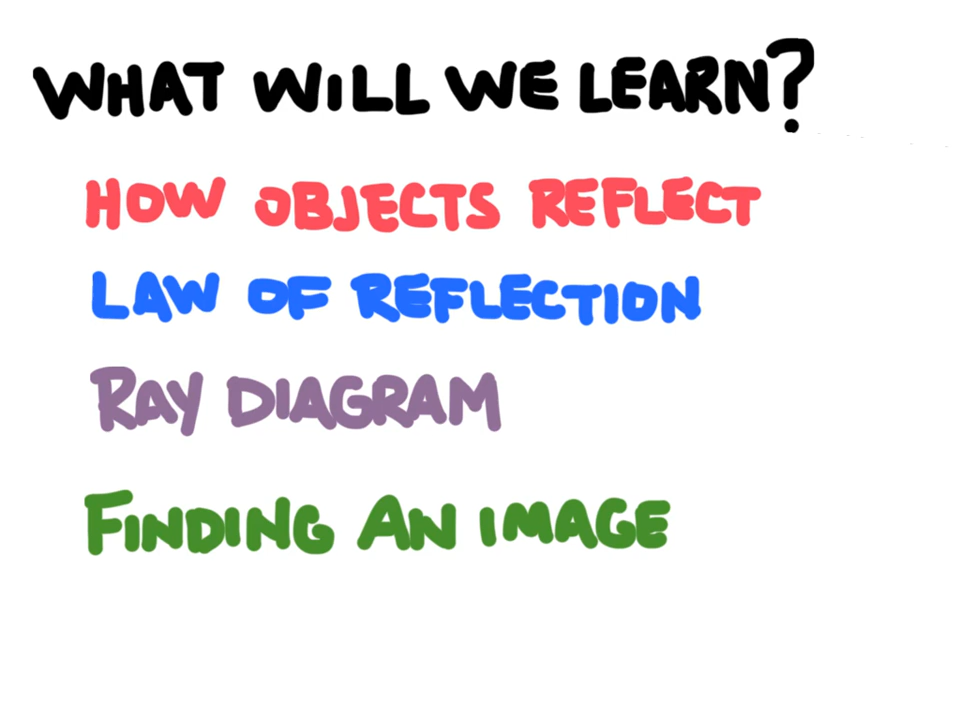 WHAT WILL WE LEARN?
HOW OBJECTS REFLECT
LAW OF REFLECTION
RAY DIAGRAM
FINDING AN IMAGE